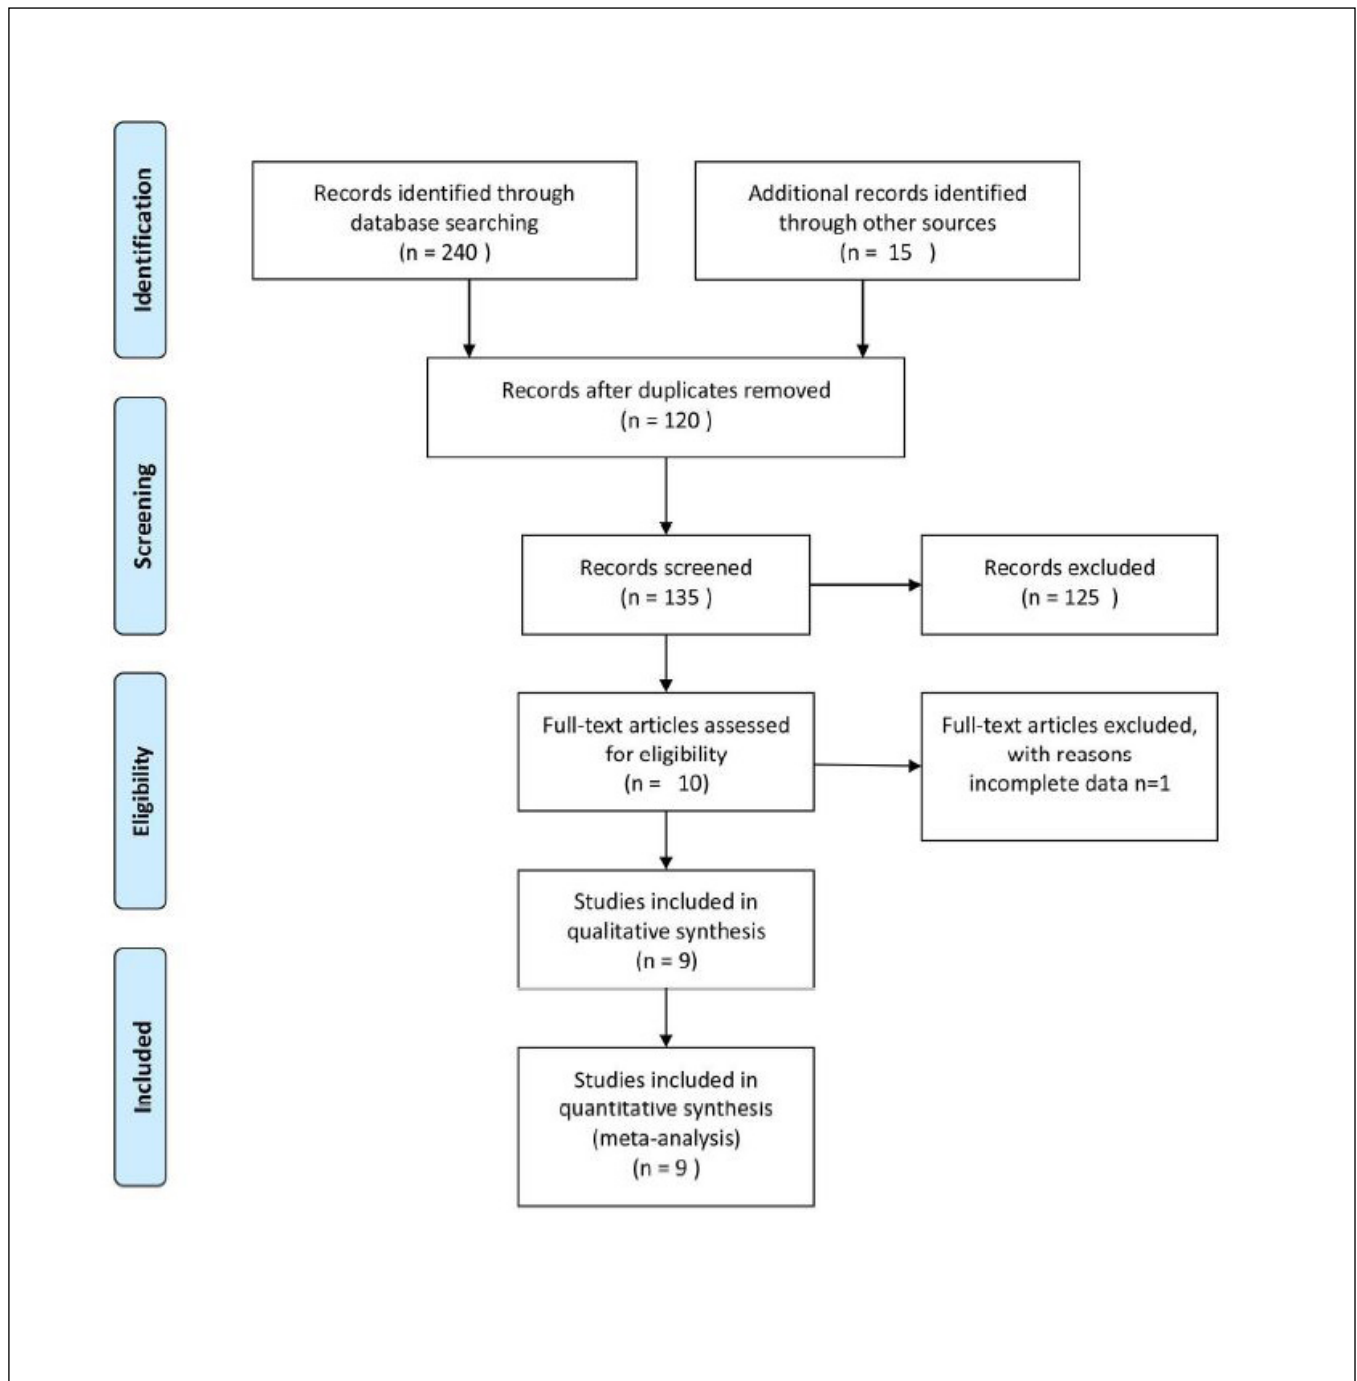 Identification
Records identified through
database searching
(n = 240 )
Additional records identified
through other sources
(n = 15 )
Records after duplicates removed
(n = 120 )
Screening
Records screened
(n = 135 )
Records excluded
(n = 125 )
Eligibility
Full-text articles assessed
for eligibility
(n = 10)
Full-text articles excluded,
with reasons
incomplete data n=1
Studies included in
qualitative synthesis
(n = 9)
Included
Studies included in
quantitative synthesis
(meta-analysis)
(n = 9 )